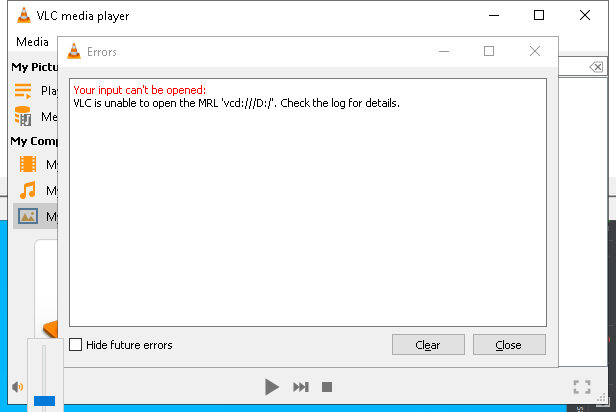 VLC media player
Media
Errors
My Pictu
Your input can't be opened:
VLC is unable to open the MRL 'vcd:///D:/'. Check the log for details.
Play
Me
My Comp
My
My
My
Hide future errors
Clear
Close